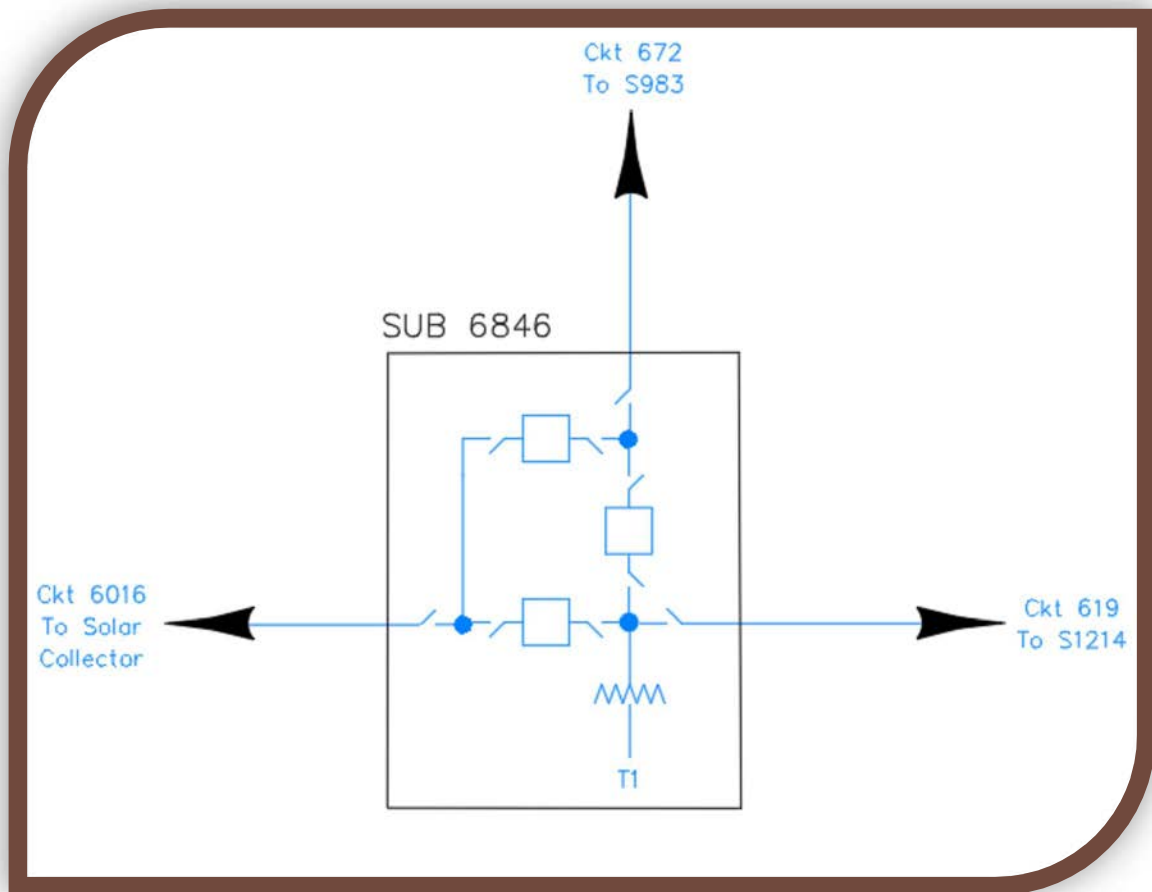 Ckt 672
To S983
SUB 6846
Ckt 6016
To Solar
Collector
Ckt 619
To S1214
T1